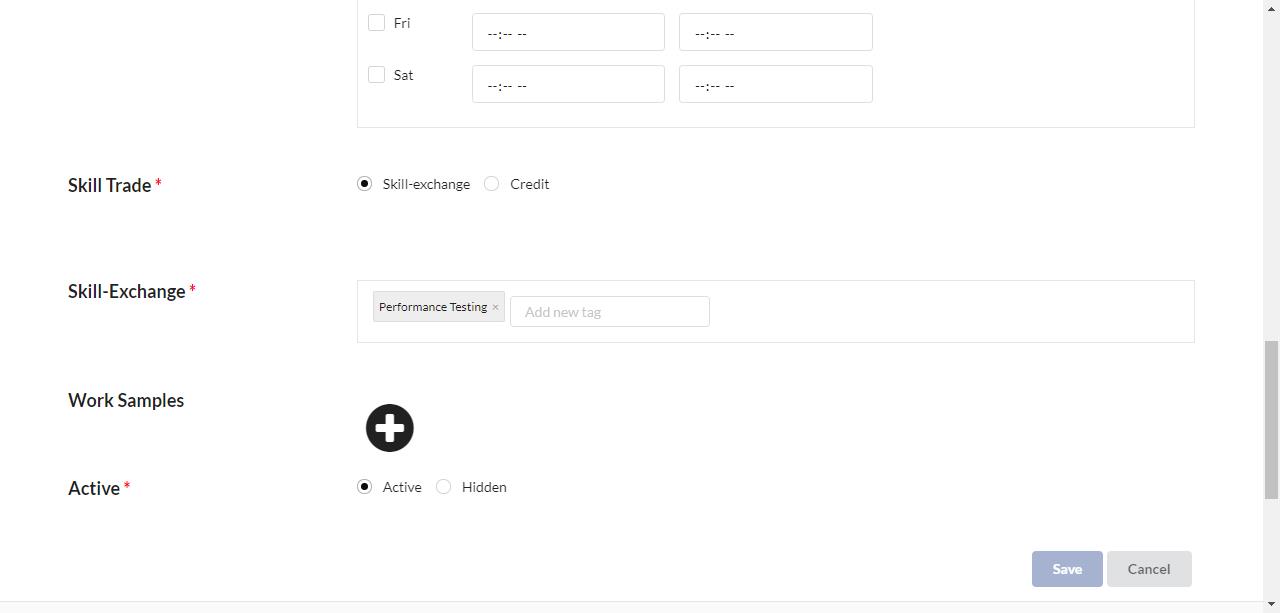 Fri --:-- -- --:-- --
Sat --:-- -- --:-- --
Skill Trade * Skill-exchange Credit
Skill-Exchange * Performance Testing × Add new tag
Work Samples
Active * Active Hidden
Save Cancel